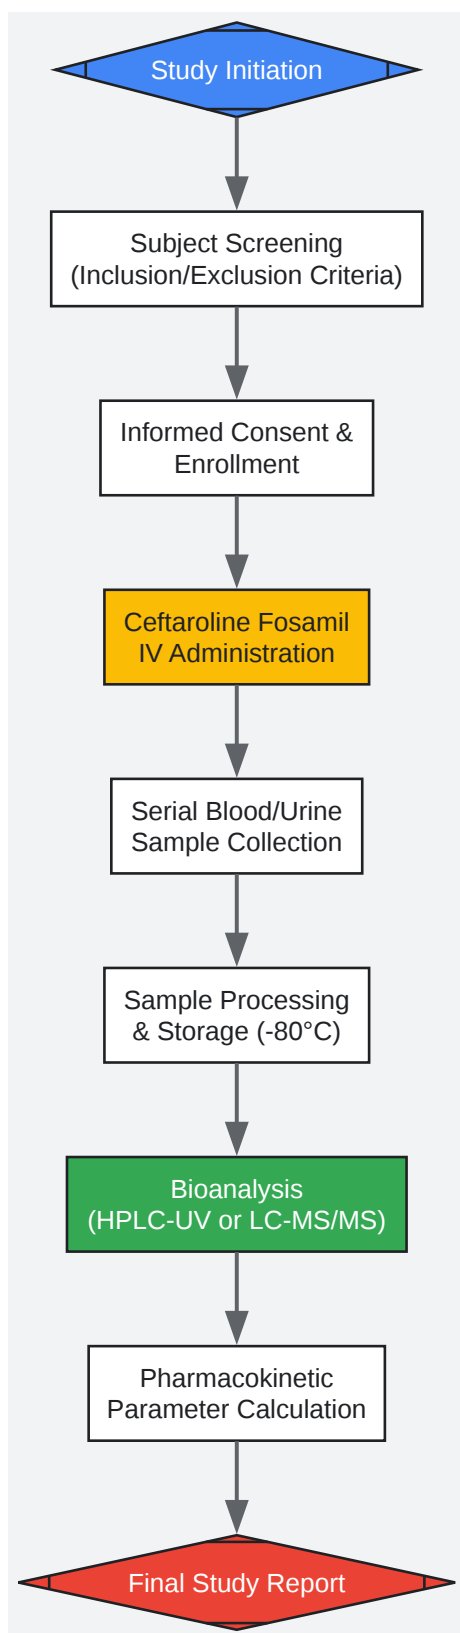 Study Initiation
Subject Screening
(Inclusion/Exclusion Criteria)
Informed Consent &
Enrollment
Ceftaroline Fosamil
IV Administration
Serial Blood/Urine
Sample Collection
Sample Processing
& Storage (-80°C)
Bioanalysis
(HPLC-UV or LC-MS/MS)
Pharmacokinetic
Parameter Calculation
Final Study Report